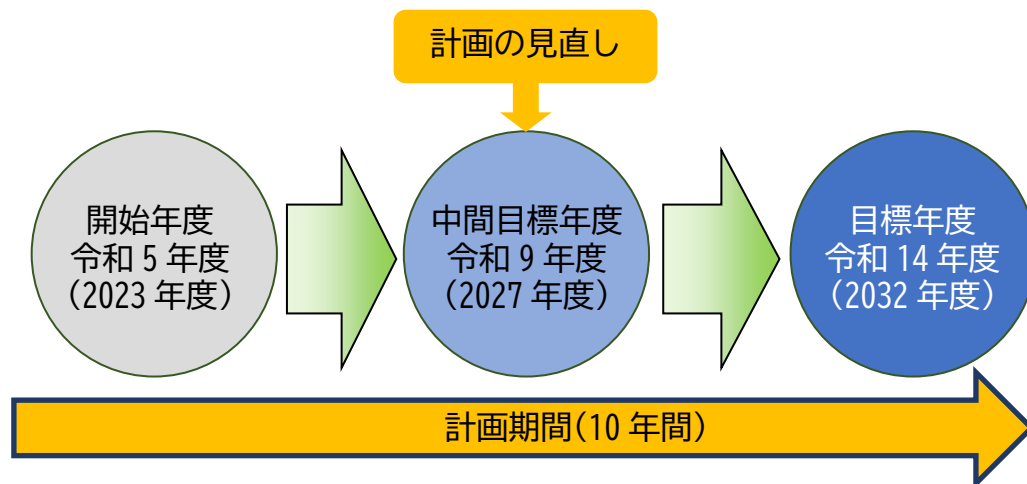 計画の見直し
開始年度
令和 5 年度
(2023 年度)
中間目標年度
令和 9 年度
(2027 年度)
目標年度
令和 14 年度
(2032 年度)
計画期間(10 年間)